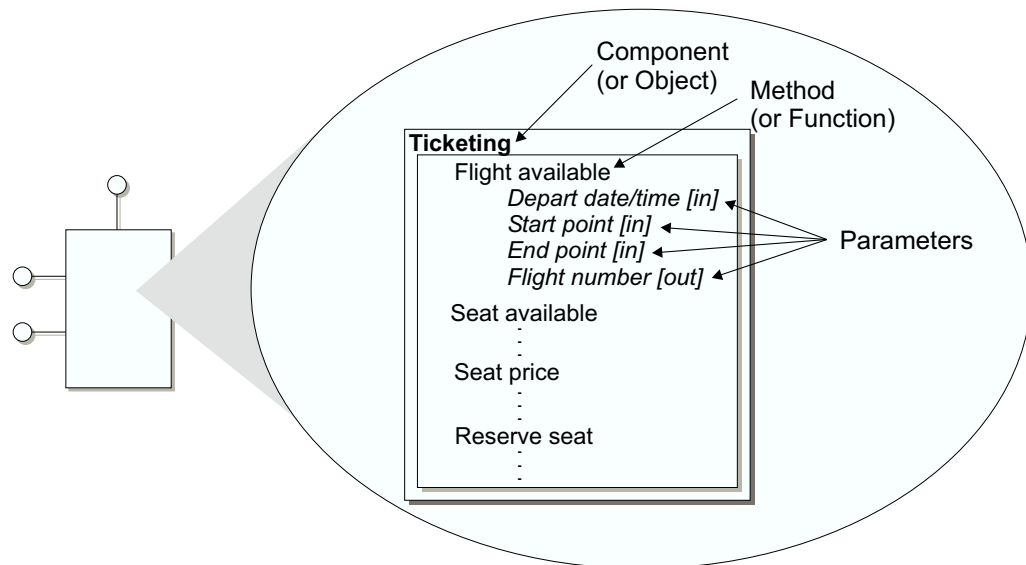 Component
(or Object)
Method
(or Function)
Ticketing
Flight available
Depart date/time [in]
Start point [in]
End point [in]
Flight number [out]
Parameters
Seat available
Seat price
Reserve seat